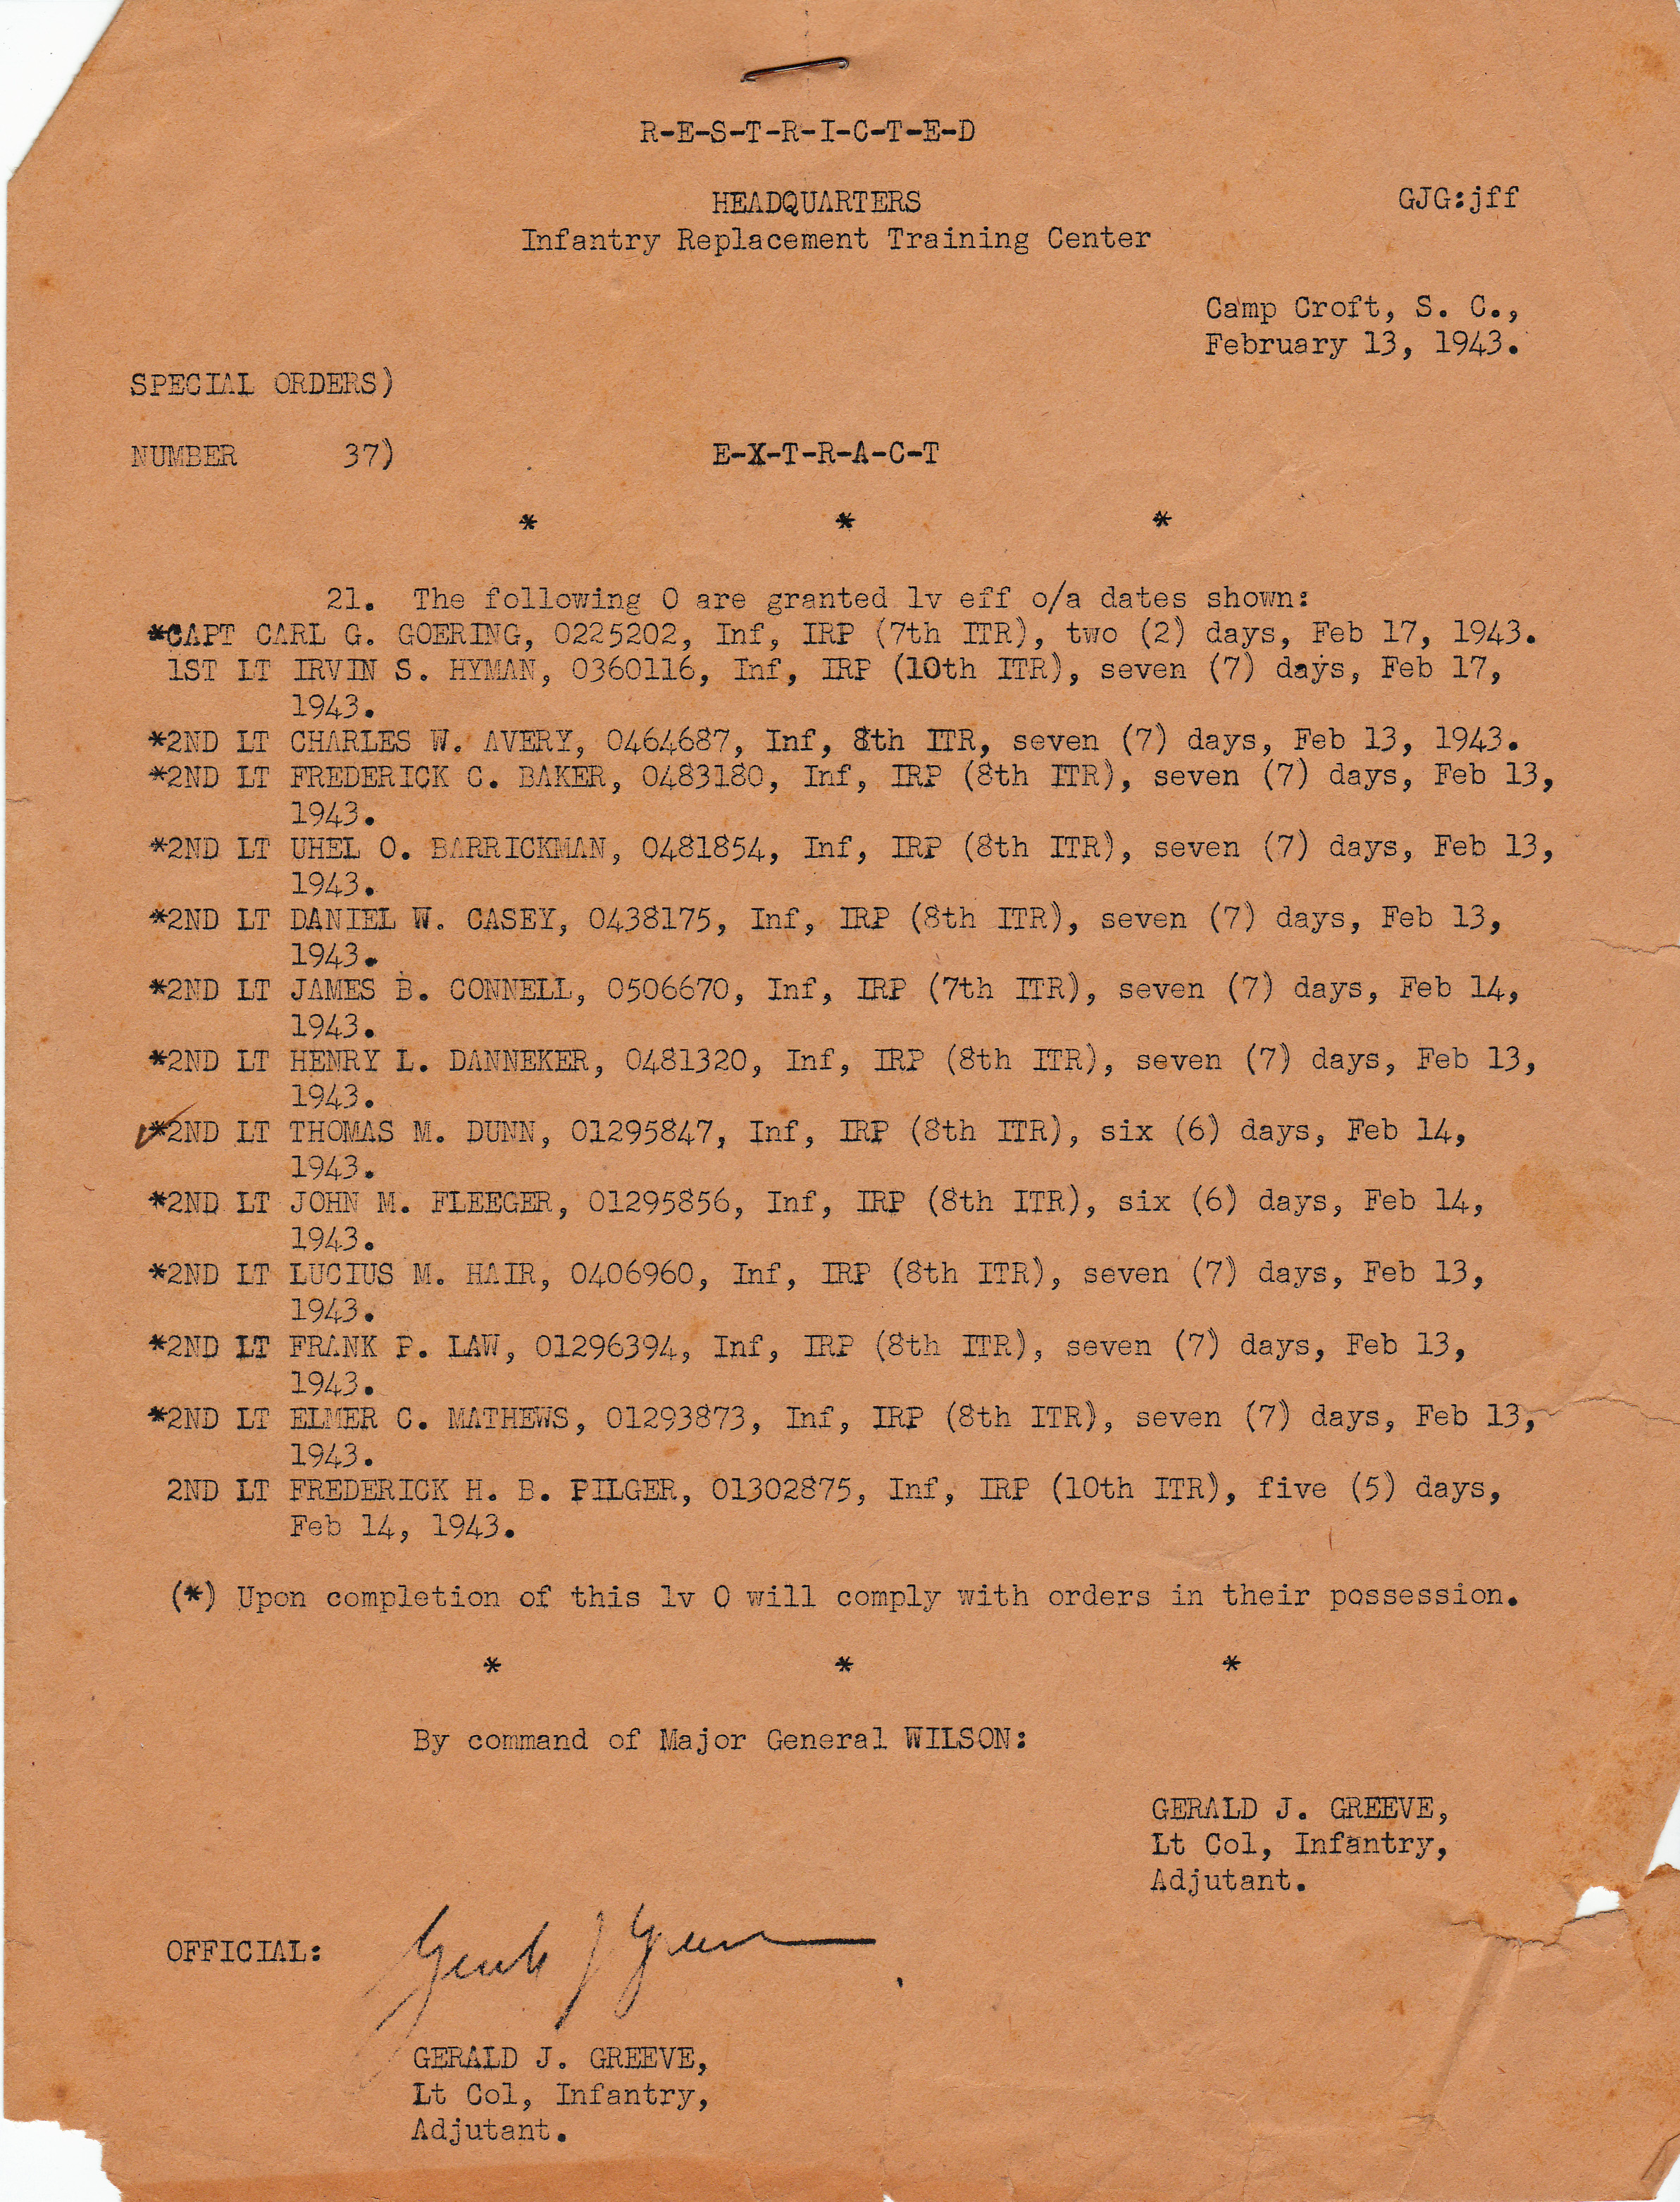 R-E-S-T-R-I-C-T-E-D
HEADQUARTERS GJG:jff
Infantry Replacement Training Center
Camp Croft, S. C.,
February 13, 1943.
SPECIAL ORDERS)
NUMBER 37) E-X-T-R-A-C-T
* * *
21. The following O are granted lv eff o/a dates shown:
*CAPT CARL G. GOERING, 0225202, Inf, IRP (7th ITR), two (2) days, Feb 17, 1943.
1ST LT IRVIN S. HYMAN, 0360116, Inf, IRP (10th ITR), seven (7) days, Feb 17,
1943.
*2ND LT CHARLES W. AVERY, 0464687, Inf, 8th ITR, seven (7) days, Feb 13, 1943.
*2ND LT FREDERICK C. BAKER, 0483180, Inf, IRP (8th ITR), seven (7) days, Feb 13,
1943.
*2ND LT UHEL O. BARRICKMAN, 0481854, Inf, IRP (8th ITR), seven (7) days, Feb 13,
1943.
*2ND LT DANIEL W. CASEY, 0438175, Inf, IRP (8th ITR), seven (7) days, Feb 13,
1943.
*2ND LT JAMES B. CONNELL, 0506670, Inf, IRP (7th ITR), seven (7) days, Feb 14,
1943.
*2ND LT HENRY L. DANNEKER, 0481320, Inf, IRP (8th ITR), seven (7) days, Feb 13,
1943.
✓*2ND LT THOMAS M. DUNN, 01295847, Inf, IRP (8th ITR), six (6) days, Feb 14,
1943.
*2ND LT JOHN M. FLEEGER, 01295856, Inf, IRP (8th ITR), six (6) days, Feb 14,
1943.
*2ND LT LUCIUS M. HAIR, 0406960, Inf, IRP (8th ITR), seven (7) days, Feb 13,
1943.
*2ND LT FRANK P. LAW, 01296394, Inf, IRP (8th ITR), seven (7) days, Feb 13,
1943.
*2ND LT ELMER C. MATHEWS, 01293873, Inf, IRP (8th ITR), seven (7) days, Feb 13,
1943.
2ND LT FREDERICK H. B. PILGER, 01302875, Inf, IRP (10th ITR), five (5) days,
Feb 14, 1943.
(*) Upon completion of this lv O will comply with orders in their possession.
* * *
By command of Major General WILSON:
GERALD J. GREEVE,
Lt Col, Infantry,
Adjutant.
OFFICIAL: Gerald J Greeve
GERALD J. GREEVE,
Lt Col, Infantry,
Adjutant.